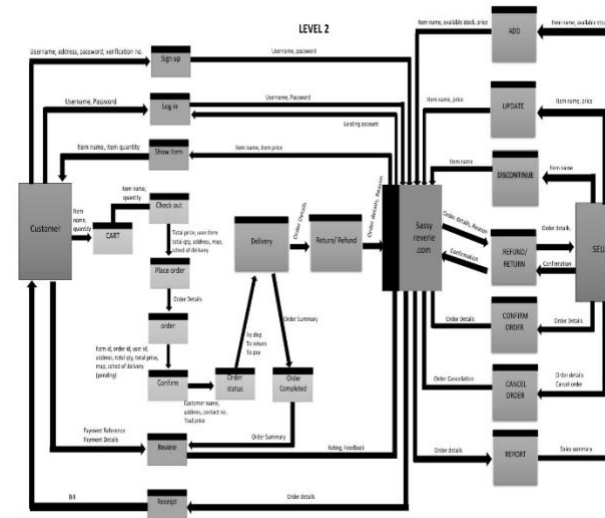 LEVEL 2
Username, address, password, verification no.
Sign up
Username, password
Username, Password
Log in
Username, Password
Landing account
Item name, item quantity
Show item
Item name, item price
Customer
Item
name,
quantity
CART
Item name,
quantity
Check out
Total price, user item
total qty, address, map,
sched of delivery
Place order
Order Details
order
Item id, order id, user id,
address, total qty, total price,
map, sched of delivery
(pending)
Confirm
Customer name,
address, contact no.
Total price
Order
status
To ship
To return
To pay
Delivery
Order Details
Return/ Refund
Order details, Reason
Order Summary
Order
Completed
Order Summary
Payment Reference
Payment Details
Review
Rating, Feedback
Bill
Receipt
Order details
Sassy
reverie
.com
Item name, available stock, price
ADD
Item name, available
Item name, price
UPDATE
Item name, price
Item name
DISCONTINUE
Item name
Order details, Reason
Confirmation
REFUND/
RETURN
Order details,
Confirmation
SELL
Order Details
CONFIRM
ORDER
Order Details
Order Cancellation
CANCEL
ORDER
Order details
Cancel order
Order details
REPORT
Sales summary